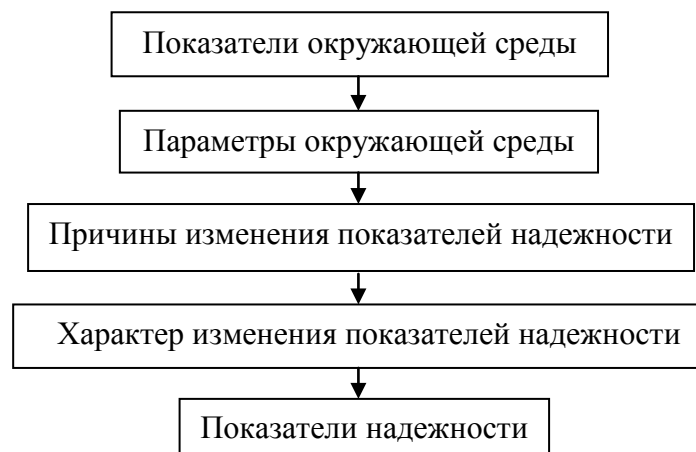 Показатели окружающей среды
Параметры окружающей среды
Причины изменения показателей надежности
Характер изменения показателей надежности
Показатели надежности